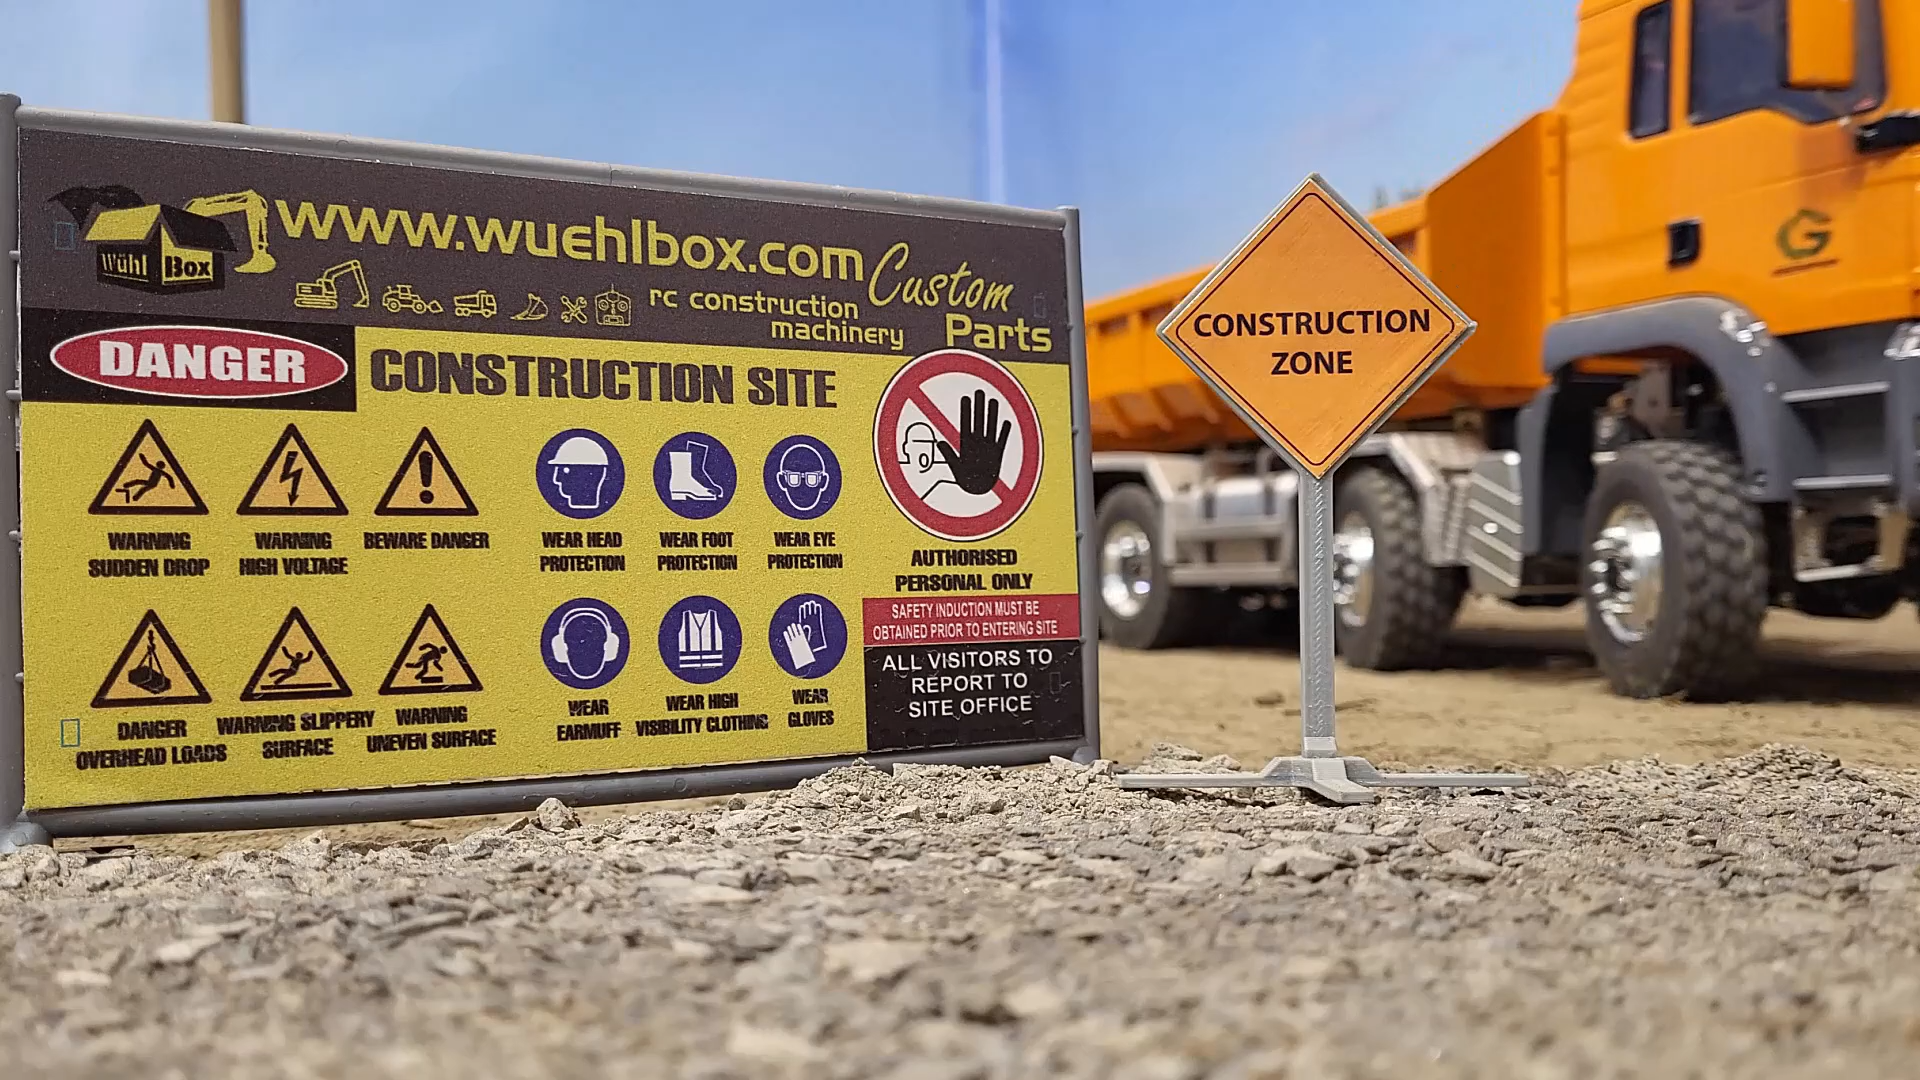 www.wuehlbox.com
Wühl Box
Custom
Parts
rc construction
machinery
DANGER
CONSTRUCTION SITE
WARNING
SUDDEN DROP
WARNING
HIGH VOLTAGE
BEWARE DANGER
WEAR HEAD
PROTECTION
WEAR FOOT
PROTECTION
WEAR EYE
PROTECTION
AUTHORISED
PERSONAL ONLY
SAFETY INDUCTION MUST BE
OBTAINED PRIOR TO ENTERING SITE
DANGER
OVERHEAD LOADS
WARNING SLIPPERY
SURFACE
WARNING
UNEVEN SURFACE
WEAR
EARMUFF
WEAR HIGH
VISIBILITY CLOTHING
WEAR
GLOVES
ALL VISITORS TO
REPORT TO
SITE OFFICE
CONSTRUCTION
ZONE
G